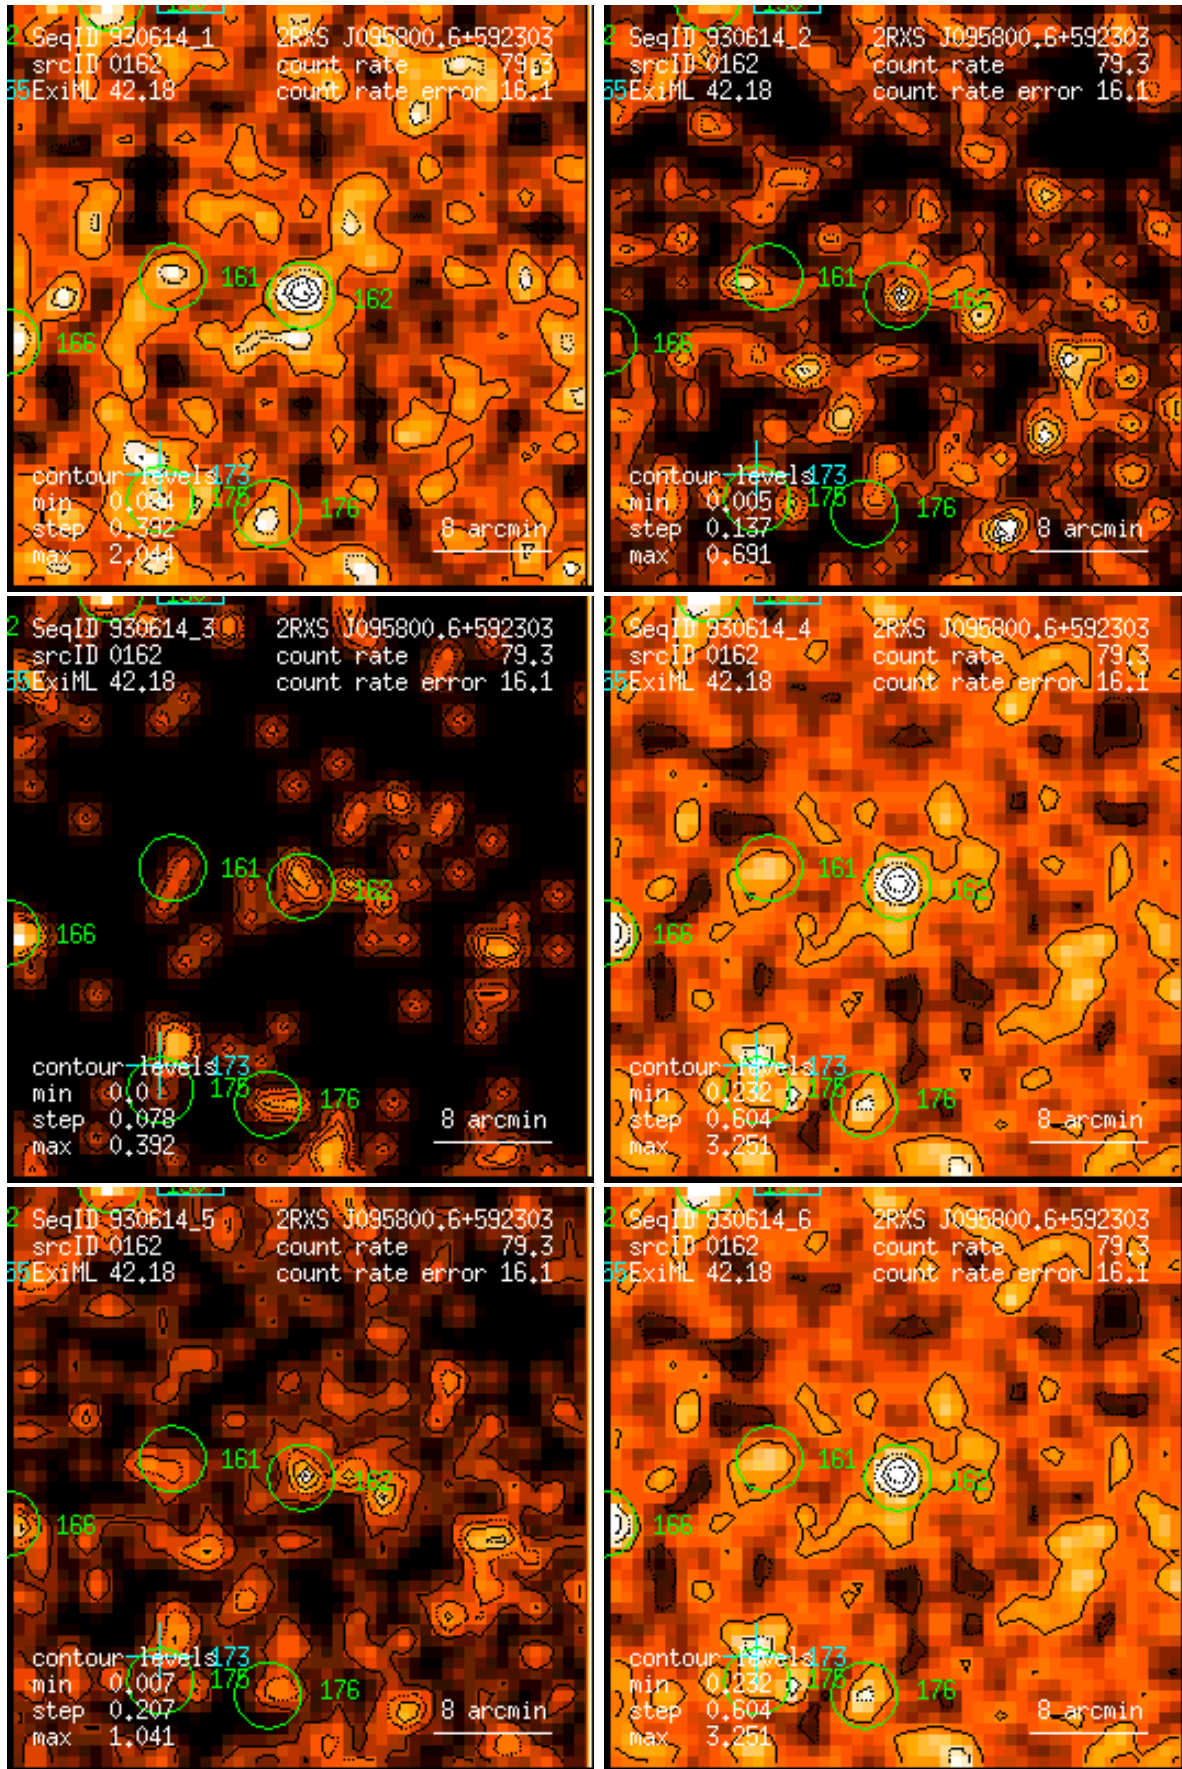 SeqID 930614_1 2RXS J095800.6+592303
srcID 0162 count rate 79.3
55 ExiML 42.18 count rate error 16.1
161
162
166
contour levels 173
min 0.084 175 176
step 0.392 8 arcmin
max 2.044
2 SeqID 930614_2 2RXS J095800.6+592303
srcID 0162 count rate 79.3
55 ExiML 42.18 count rate error 16.1
161
162
166
contour levels 173
min 0.005 175 176
step 0.137 8 arcmin
max 0.691
2 SeqID 930614_3 2RXS J095800.6+592303
srcID 0162 count rate 79.3
55 ExiML 42.18 count rate error 16.1
161
162
166
contour levels 173
min 0.0 175 176
step 0.078 8 arcmin
max 0.392
2 SeqID 930614_4 2RXS J095800.6+592303
srcID 0162 count rate 79.3
55 ExiML 42.18 count rate error 16.1
161
162
166
contour levels 173
min 0.232 175 176
step 0.604 8 arcmin
max 3.251
2 SeqID 930614_5 2RXS J095800.6+592303
srcID 0162 count rate 79.3
55 ExiML 42.18 count rate error 16.1
161
162
166
contour levels 173
min 0.007 175 176
step 0.207 8 arcmin
max 1.041
2 SeqID 930614_6 2RXS J095800.6+592303
srcID 0162 count rate 79.3
55 ExiML 42.18 count rate error 16.1
161
162
166
contour levels 173
min 0.232 175 176
step 0.604 8 arcmin
max 3.251